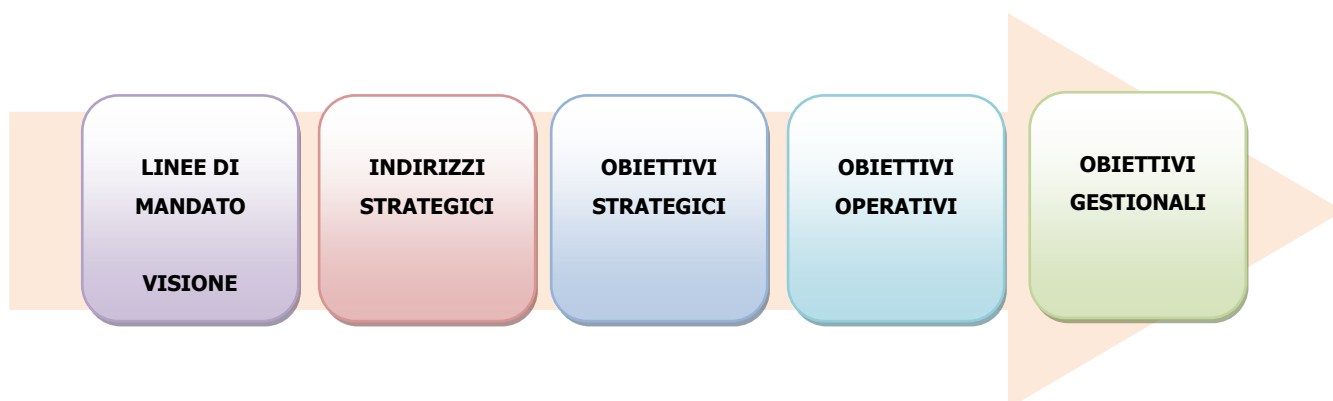 LINEE DI
MANDATO
VISIONE
INDIRIZZI
STRATEGICI
OBIETTIVI
STRATEGICI
OBIETTIVI
OPERATIVI
OBIETTIVI
GESTIONALI